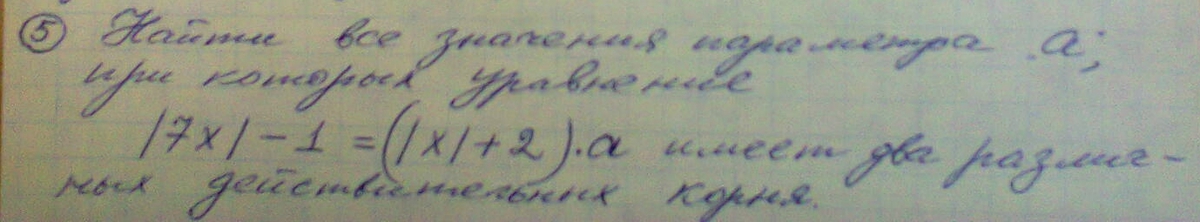 ⑤ Найти все значения параметра а,
при которых уравнение
|7x| - 1 = (|x| + 2)·a имеет два различ-
ных действительных корня.